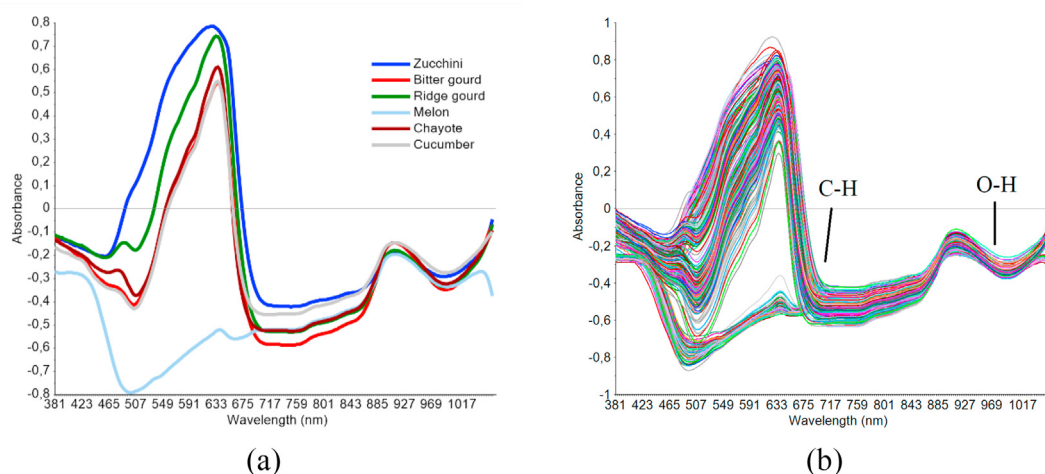 0,8
0,7
0,6
0,5
0,4
0,3
0,2
0,1
0
-0,1
-0,2
-0,3
-0,4
-0,5
-0,6
-0,7
-0,8
Absorbance
381 423 465 507 549 591 633 675 717 759 801 843 885 927 969 1017
Wavelength (nm)
Zucchini
Bitter gourd
Ridge gourd
Melon
Chayote
Cucumber
(a)
1
0,8
0,6
0,4
0,2
0
-0,2
-0,4
-0,6
-0,8
-1
Absorbance
C-H
O-H
381 423 465 507 549 591 633 675 717 759 801 843 885 927 969 1017
Wavelength (nm)
(b)